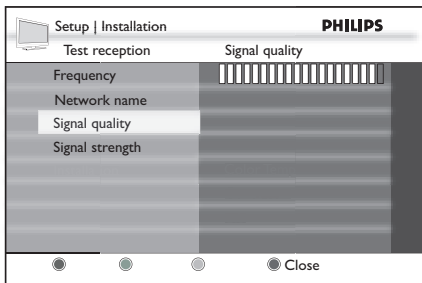 Setup | Installation
PHILIPS
Test reception
Signal quality
Frequency
Network name
Signal quality
Signal strength
Close